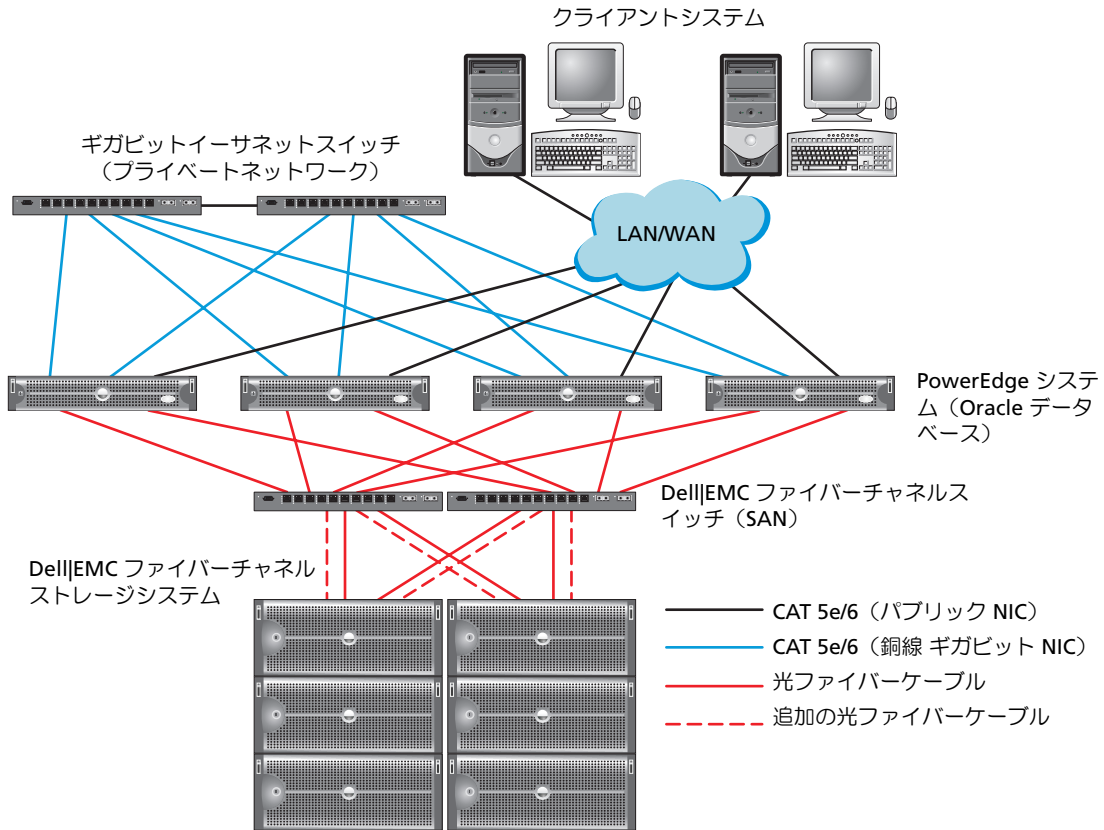 クライアントシステム
ギガビットイーサネットスイッチ
（プライベートネットワーク）
LAN/WAN
PowerEdge システ
ム（Oracle データ
ベース）
Dell|EMC ファイバーチャネルス
イッチ（SAN）
Dell|EMC ファイバーチャネル
ストレージシステム
CAT 5e/6（パブリック NIC）
CAT 5e/6（銅線 ギガビット NIC）
光ファイバーケーブル
追加の光ファイバーケーブル